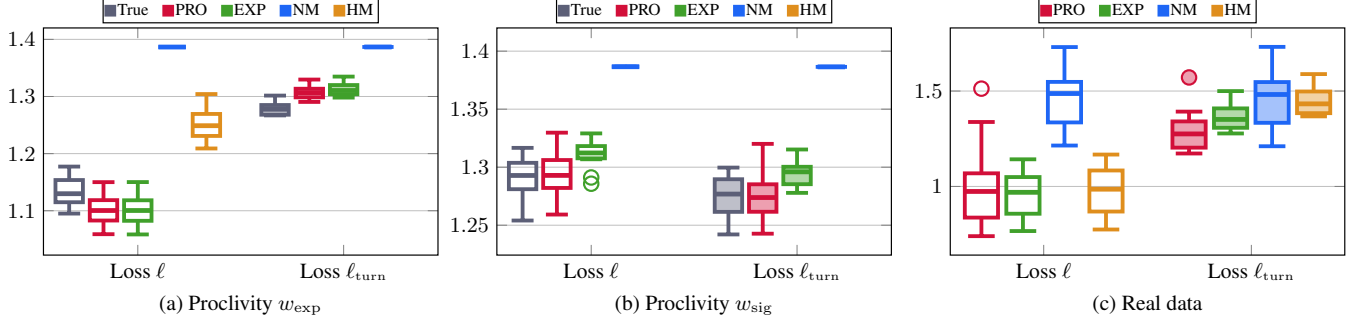 True PRO EXP NM HM
1.4
1.3
1.2
1.1
Loss ℓ Loss ℓturn
(a) Proclivity wexp
True PRO EXP NM HM
1.4
1.35
1.3
1.25
Loss ℓ Loss ℓturn
(b) Proclivity wsig
PRO EXP NM HM
1.5
1
Loss ℓ Loss ℓturn
(c) Real data